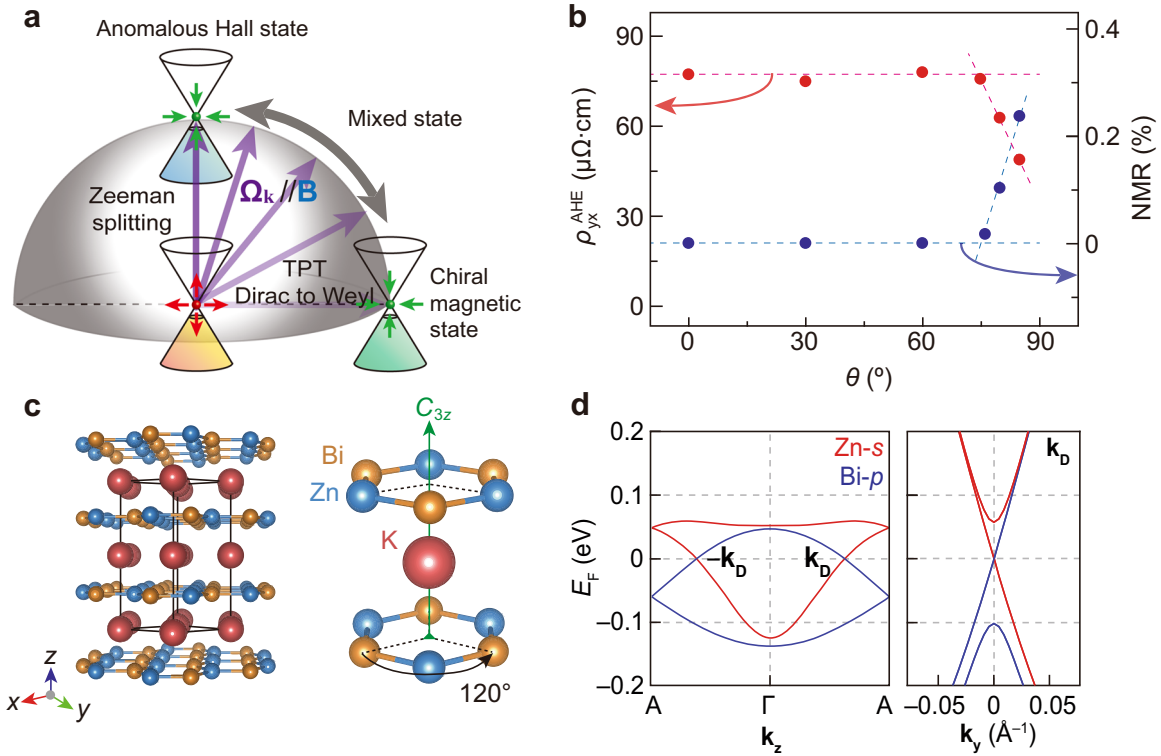 a
Anomalous Hall state
Mixed state
Zeeman
splitting
Ωk//B
TPT
Dirac to Weyl
Chiral
magnetic
state
b
90
60
30
0
ρyx^AHE (μΩ·cm)
0.4
0.2
0
NMR (%)
0 30 60 90
θ (º)
c
C3z
Bi
Zn
K
120°
z
x
y
d
Zn-s
Bi-p
kD
–kD kD
0.2
0.1
0
–0.1
–0.2
EF (eV)
A Γ A
kz
–0.05 0 0.05
ky (Å–1)